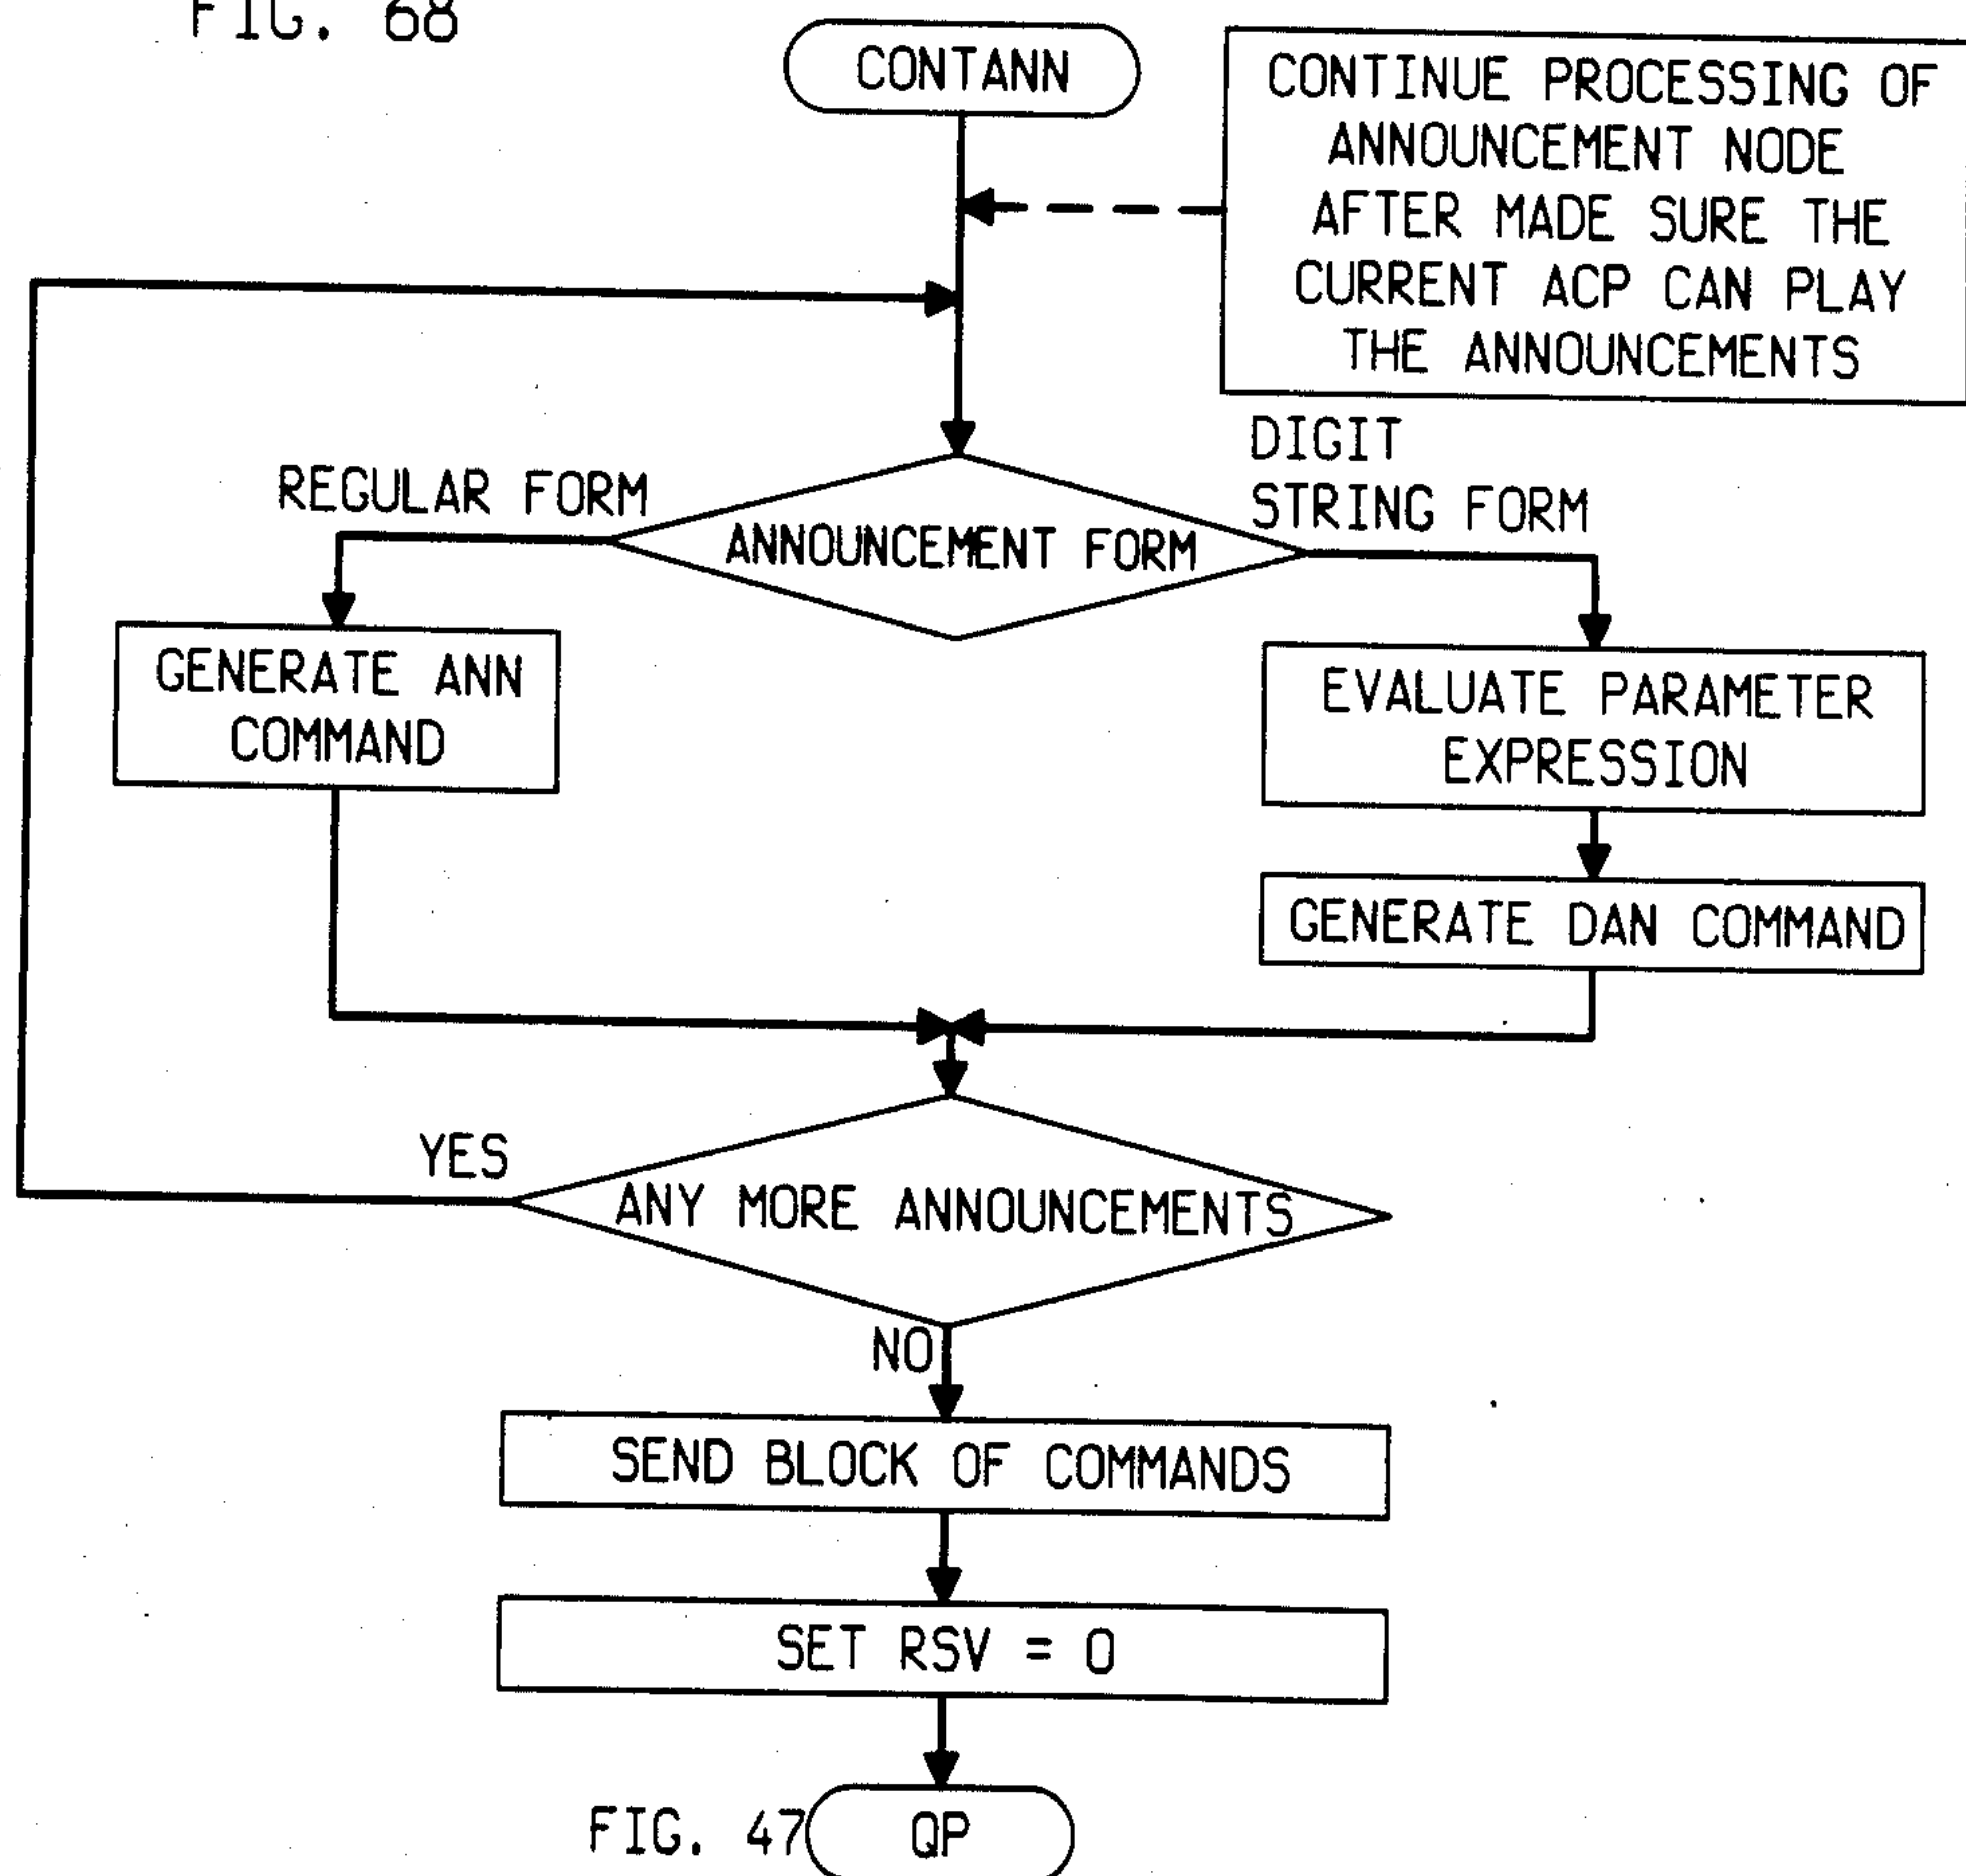 FIG. 68
CONTANN
CONTINUE PROCESSING OF
ANNOUNCEMENT NODE
AFTER MADE SURE THE
CURRENT ACP CAN PLAY
THE ANNOUNCEMENTS
REGULAR FORM
DIGIT
STRING FORM
ANNOUNCEMENT FORM
GENERATE ANN
COMMAND
EVALUATE PARAMETER
EXPRESSION
GENERATE DAN COMMAND
YES
ANY MORE ANNOUNCEMENTS
NO
SEND BLOCK OF COMMANDS
SET RSV = 0
FIG. 47
QP